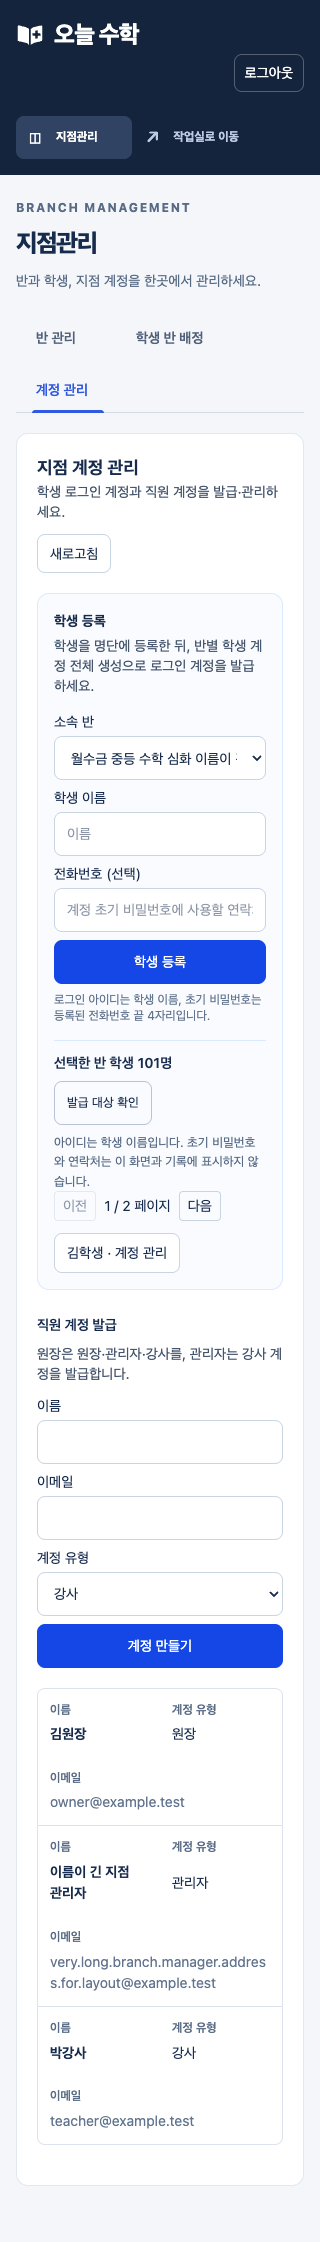 오늘 수학
로그아웃
지점관리
작업실로 이동
BRANCH MANAGEMENT
지점관리
반과 학생, 지점 계정을 한곳에서 관리하세요.
반 관리
학생 반 배정
계정 관리
지점 계정 관리
학생 로그인 계정과 직원 계정을 발급·관리하
세요.
새로고침
학생 등록
학생을 명단에 등록한 뒤, 반별 학생 계
정 전체 생성으로 로그인 계정을 발급
하세요.
소속 반
월수금 중등 수학 심화 이름이
학생 이름
이름
전화번호 (선택)
계정 초기 비밀번호에 사용할 연락
학생 등록
로그인 아이디는 학생 이름, 초기 비밀번호는
등록된 전화번호 끝 4자리입니다.
선택한 반 학생 101명
발급 대상 확인
아이디는 학생 이름입니다. 초기 비밀번호
와 연락처는 이 화면과 기록에 표시하지 않
습니다.
이전 1 / 2 페이지 다음
김학생 · 계정 관리
직원 계정 발급
원장은 원장·관리자·강사를, 관리자는 강사 계
정을 발급합니다.
이름
이메일
계정 유형
강사
계정 만들기
이름 계정 유형
김원장 원장
이메일
owner@example.test
이름 계정 유형
이름이 긴 지점
관리자 관리자
이메일
very.long.branch.manager.addres
s.for.layout@example.test
이름 계정 유형
박강사 강사
이메일
teacher@example.test